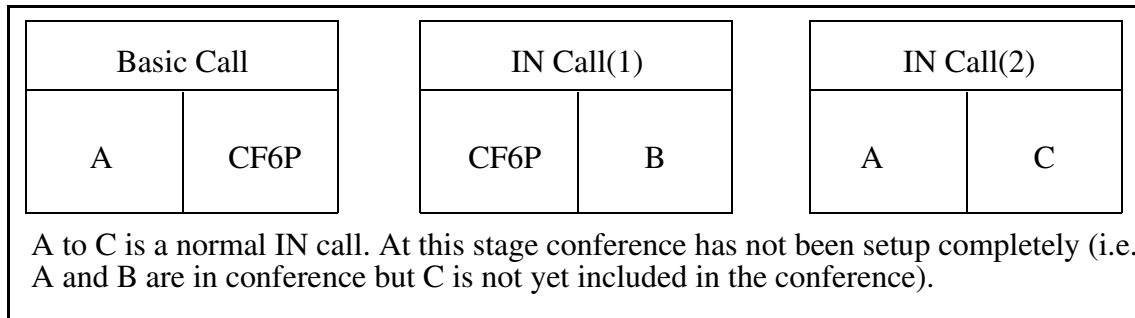 Basic Call
IN Call(1)
IN Call(2)
A
CF6P
CF6P
B
A
C
A to C is a normal IN call. At this stage conference has not been setup completely (i.e.
A and B are in conference but C is not yet included in the conference).